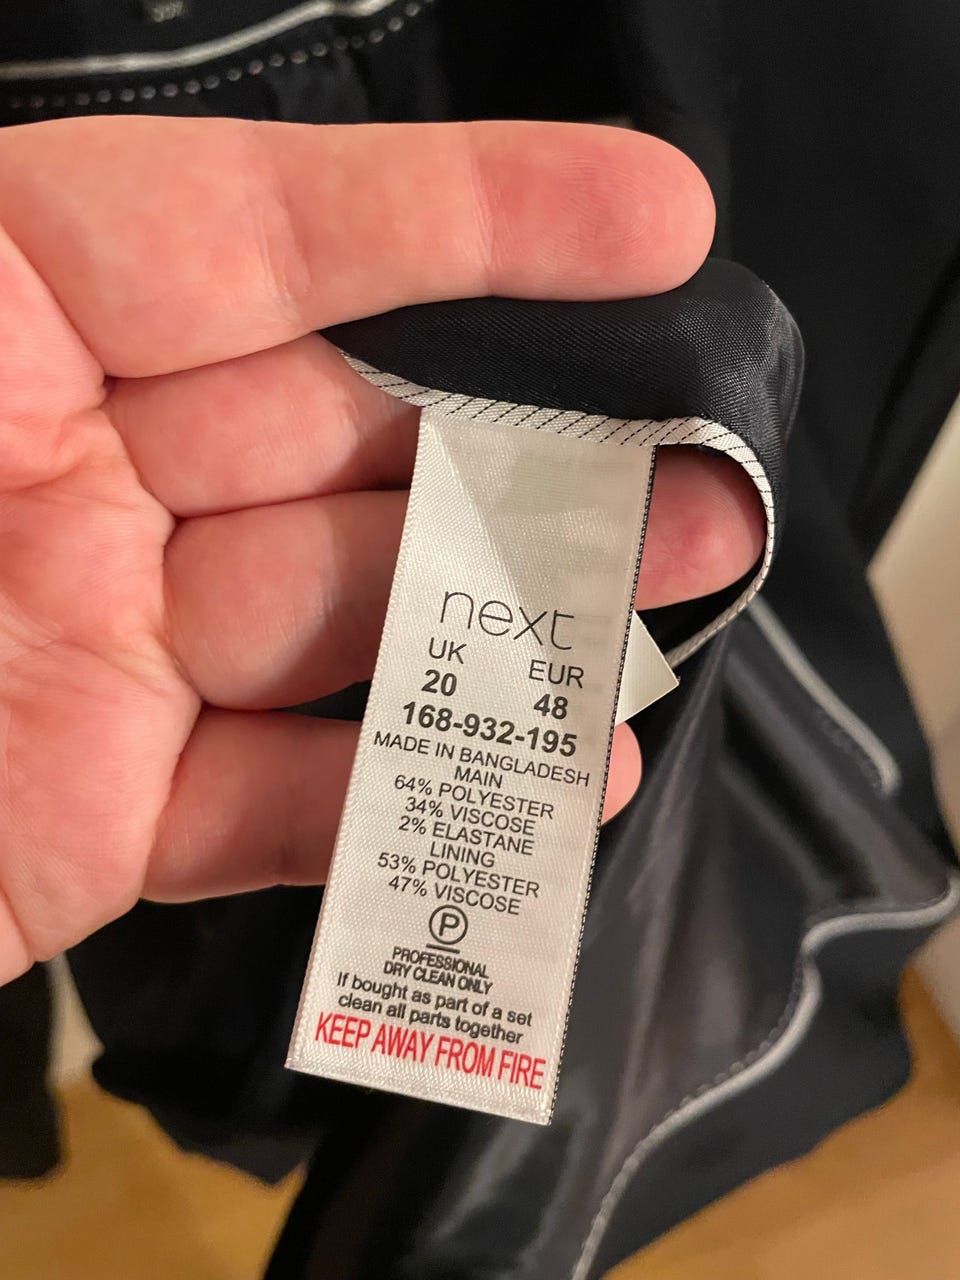 next
UK EUR
20 48
168-932-195
MADE IN BANGLADESH
MAIN
64% POLYESTER
34% VISCOSE
2% ELASTANE
LINING
53% POLYESTER
47% VISCOSE
P
PROFESSIONAL
DRY CLEAN ONLY
If bought as part of a set
clean all parts together
KEEP AWAY FROM FIRE